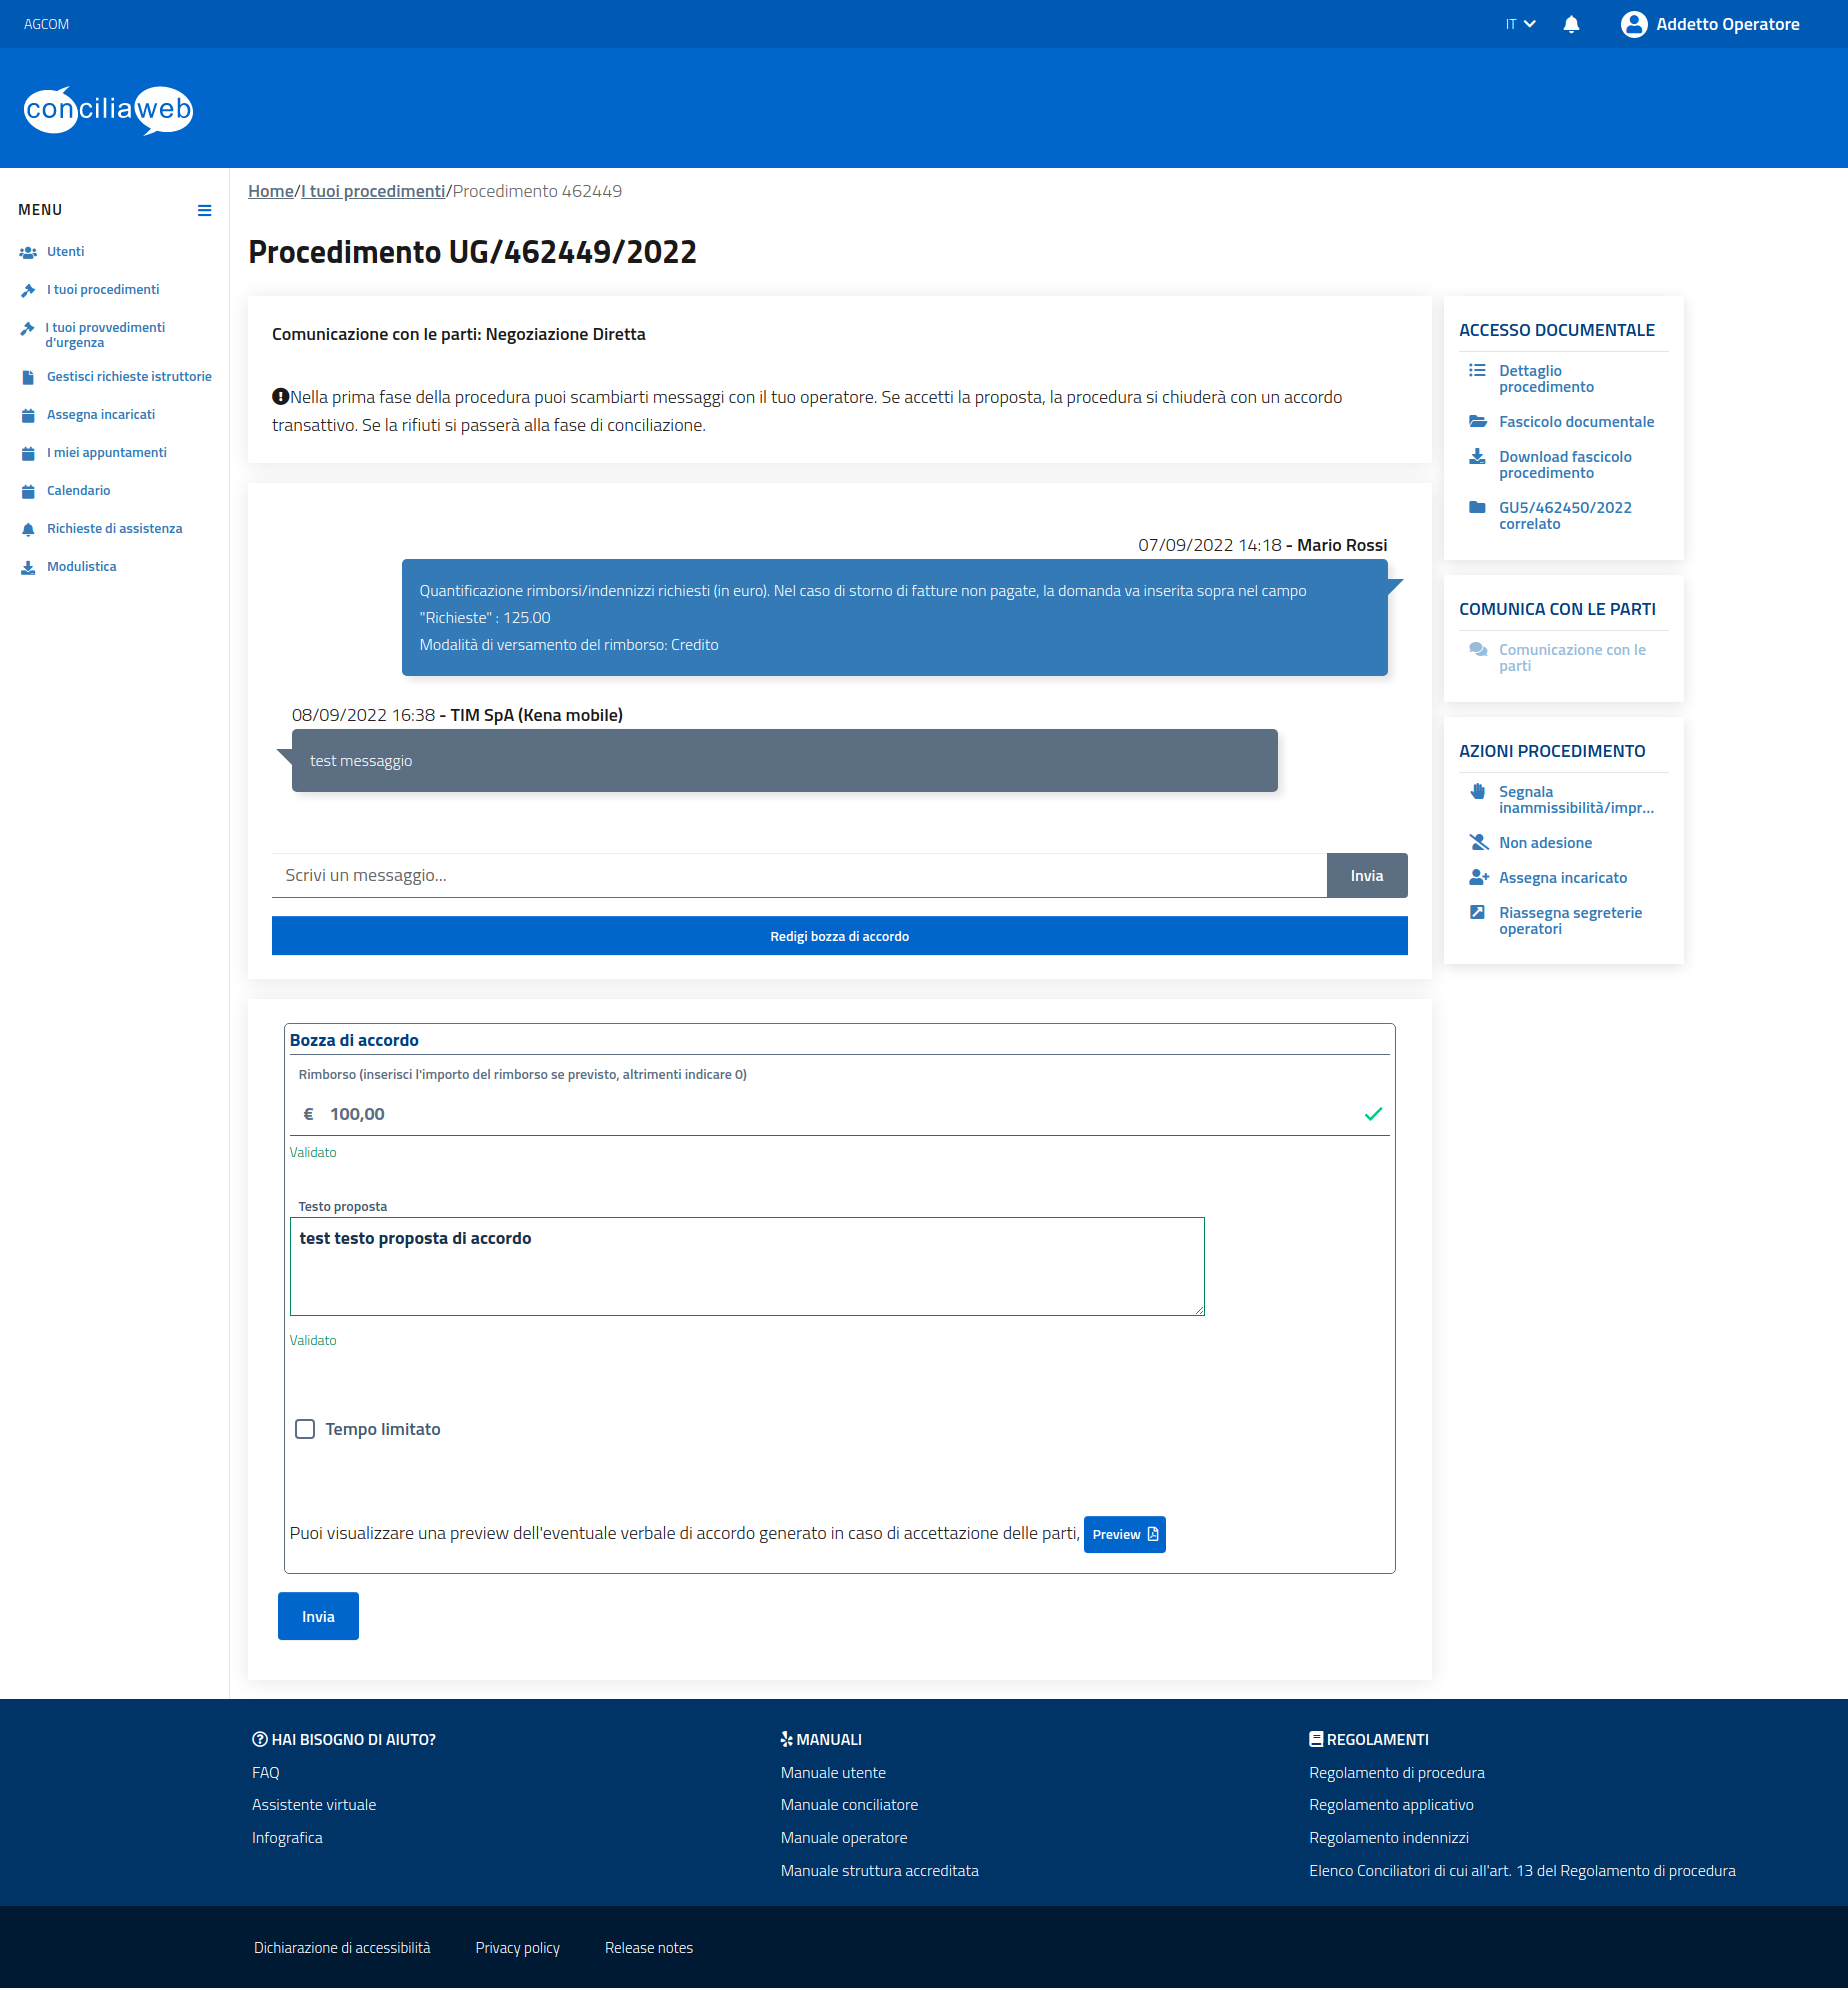 AGCOM
IT
Addetto Operatore
conciliaweb
MENU
Utenti
I tuoi procedimenti
I tuoi provvedimenti
d'urgenza
Gestisci richieste istruttorie
Assegna incaricati
I miei appuntamenti
Calendario
Richieste di assistenza
Modulistica
Home/I tuoi procedimenti/Procedimento 462449
Procedimento UG/462449/2022
Comunicazione con le parti: Negoziazione Diretta
Nella prima fase della procedura puoi scambiarti messaggi con il tuo operatore. Se accetti la proposta, la procedura si chiuderà con un accordo
transattivo. Se la rifiuti si passerà alla fase di conciliazione.
07/09/2022 14:18 - Mario Rossi
Quantificazione rimborsi/indennizzi richiesti (in euro). Nel caso di storno di fatture non pagate, la domanda va inserita sopra nel campo
"Richieste" : 125.00
Modalità di versamento del rimborso: Credito
08/09/2022 16:38 - TIM SpA (Kena mobile)
test messaggio
Scrivi un messaggio...
Invia
Redigi bozza di accordo
Bozza di accordo
Rimborso (inserisci l'importo del rimborso se previsto, altrimenti indicare 0)
€ 100,00
Validato
Testo proposta
test testo proposta di accordo
Validato
Tempo limitato
Puoi visualizzare una preview dell'eventuale verbale di accordo generato in caso di accettazione delle parti, Preview
Invia
ACCESSO DOCUMENTALE
Dettaglio
procedimento
Fascicolo documentale
Download fascicolo
procedimento
GU5/462450/2022
correlato
COMUNICA CON LE PARTI
Comunicazione con le
parti
AZIONI PROCEDIMENTO
Segnala
inammissibilità/impr...
Non adesione
Assegna incaricato
Riassegna segreterie
operatori
HAI BISOGNO DI AIUTO?
FAQ
Assistente virtuale
Infografica
MANUALI
Manuale utente
Manuale conciliatore
Manuale operatore
Manuale struttura accreditata
REGOLAMENTI
Regolamento di procedura
Regolamento applicativo
Regolamento indennizzi
Elenco Conciliatori di cui all'art. 13 del Regolamento di procedura
Dichiarazione di accessibilità
Privacy policy
Release notes